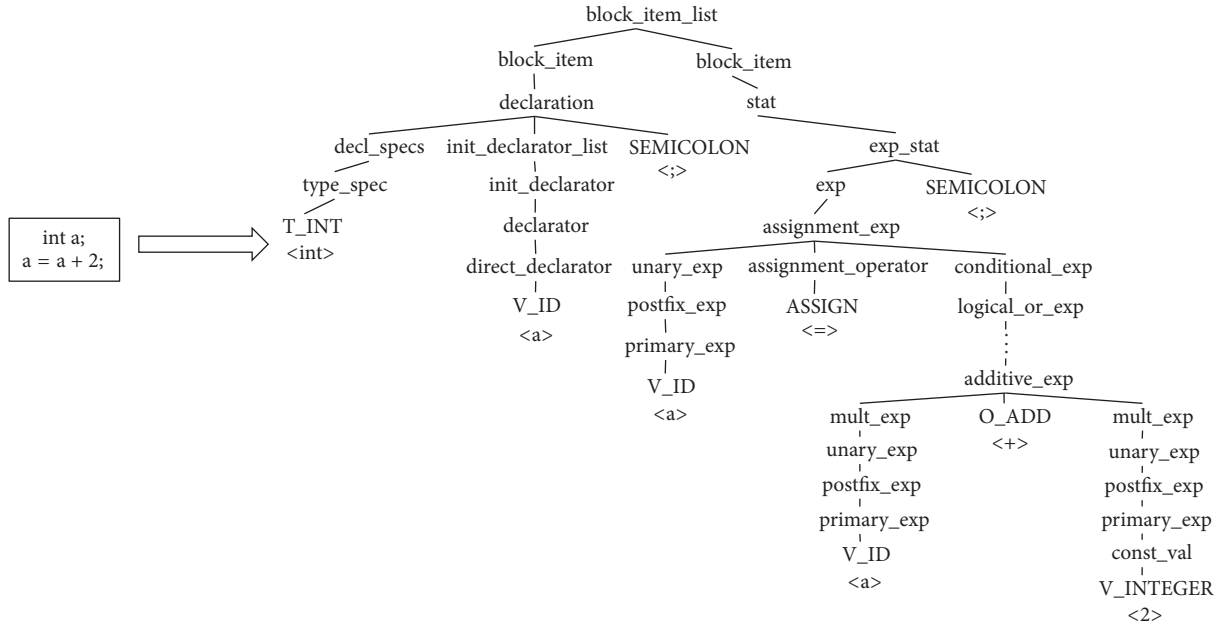 block_item_list
block_item block_item
declaration stat
decl_specs init_declarator_list SEMICOLON exp_stat
<;>
type_spec init_declarator exp SEMICOLON
<;>
int a;
a = a + 2;
T_INT declarator assignment_exp
<int>
direct_declarator unary_exp assignment_operator conditional_exp
V_ID postfix_exp ASSIGN logical_or_exp
<a> <=>
primary_exp
V_ID additive_exp
<a>
mult_exp O_ADD mult_exp
<+>
unary_exp unary_exp
postfix_exp postfix_exp
primary_exp primary_exp
V_ID const_val
<a>
V_INTEGER
<2>